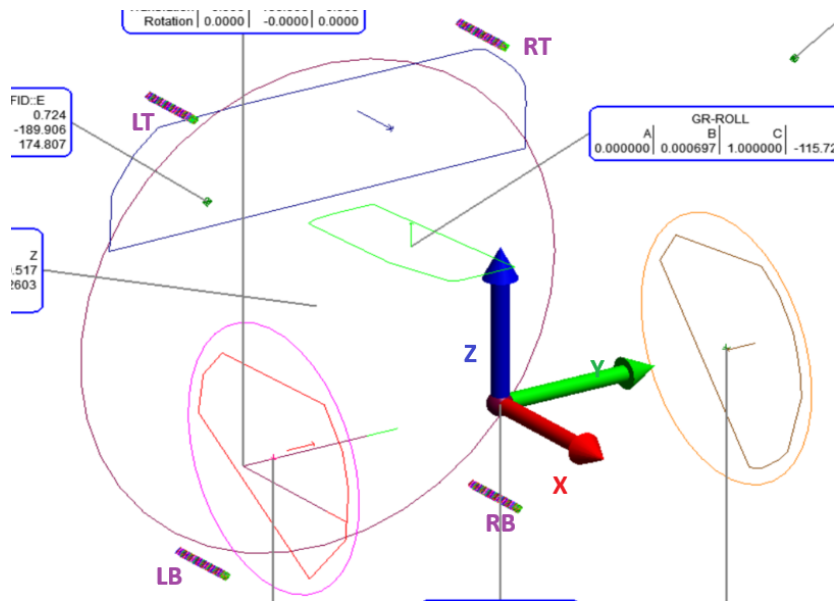 Rotation 0.0000 -0.0000 0.0000
RT
LT
FID::E
0.724
-189.906
174.807
GR-ROLL
A B C
0.000000 0.000697 1.000000 -115.72
Z
.517
2603
Z
Y
X
RB
LB